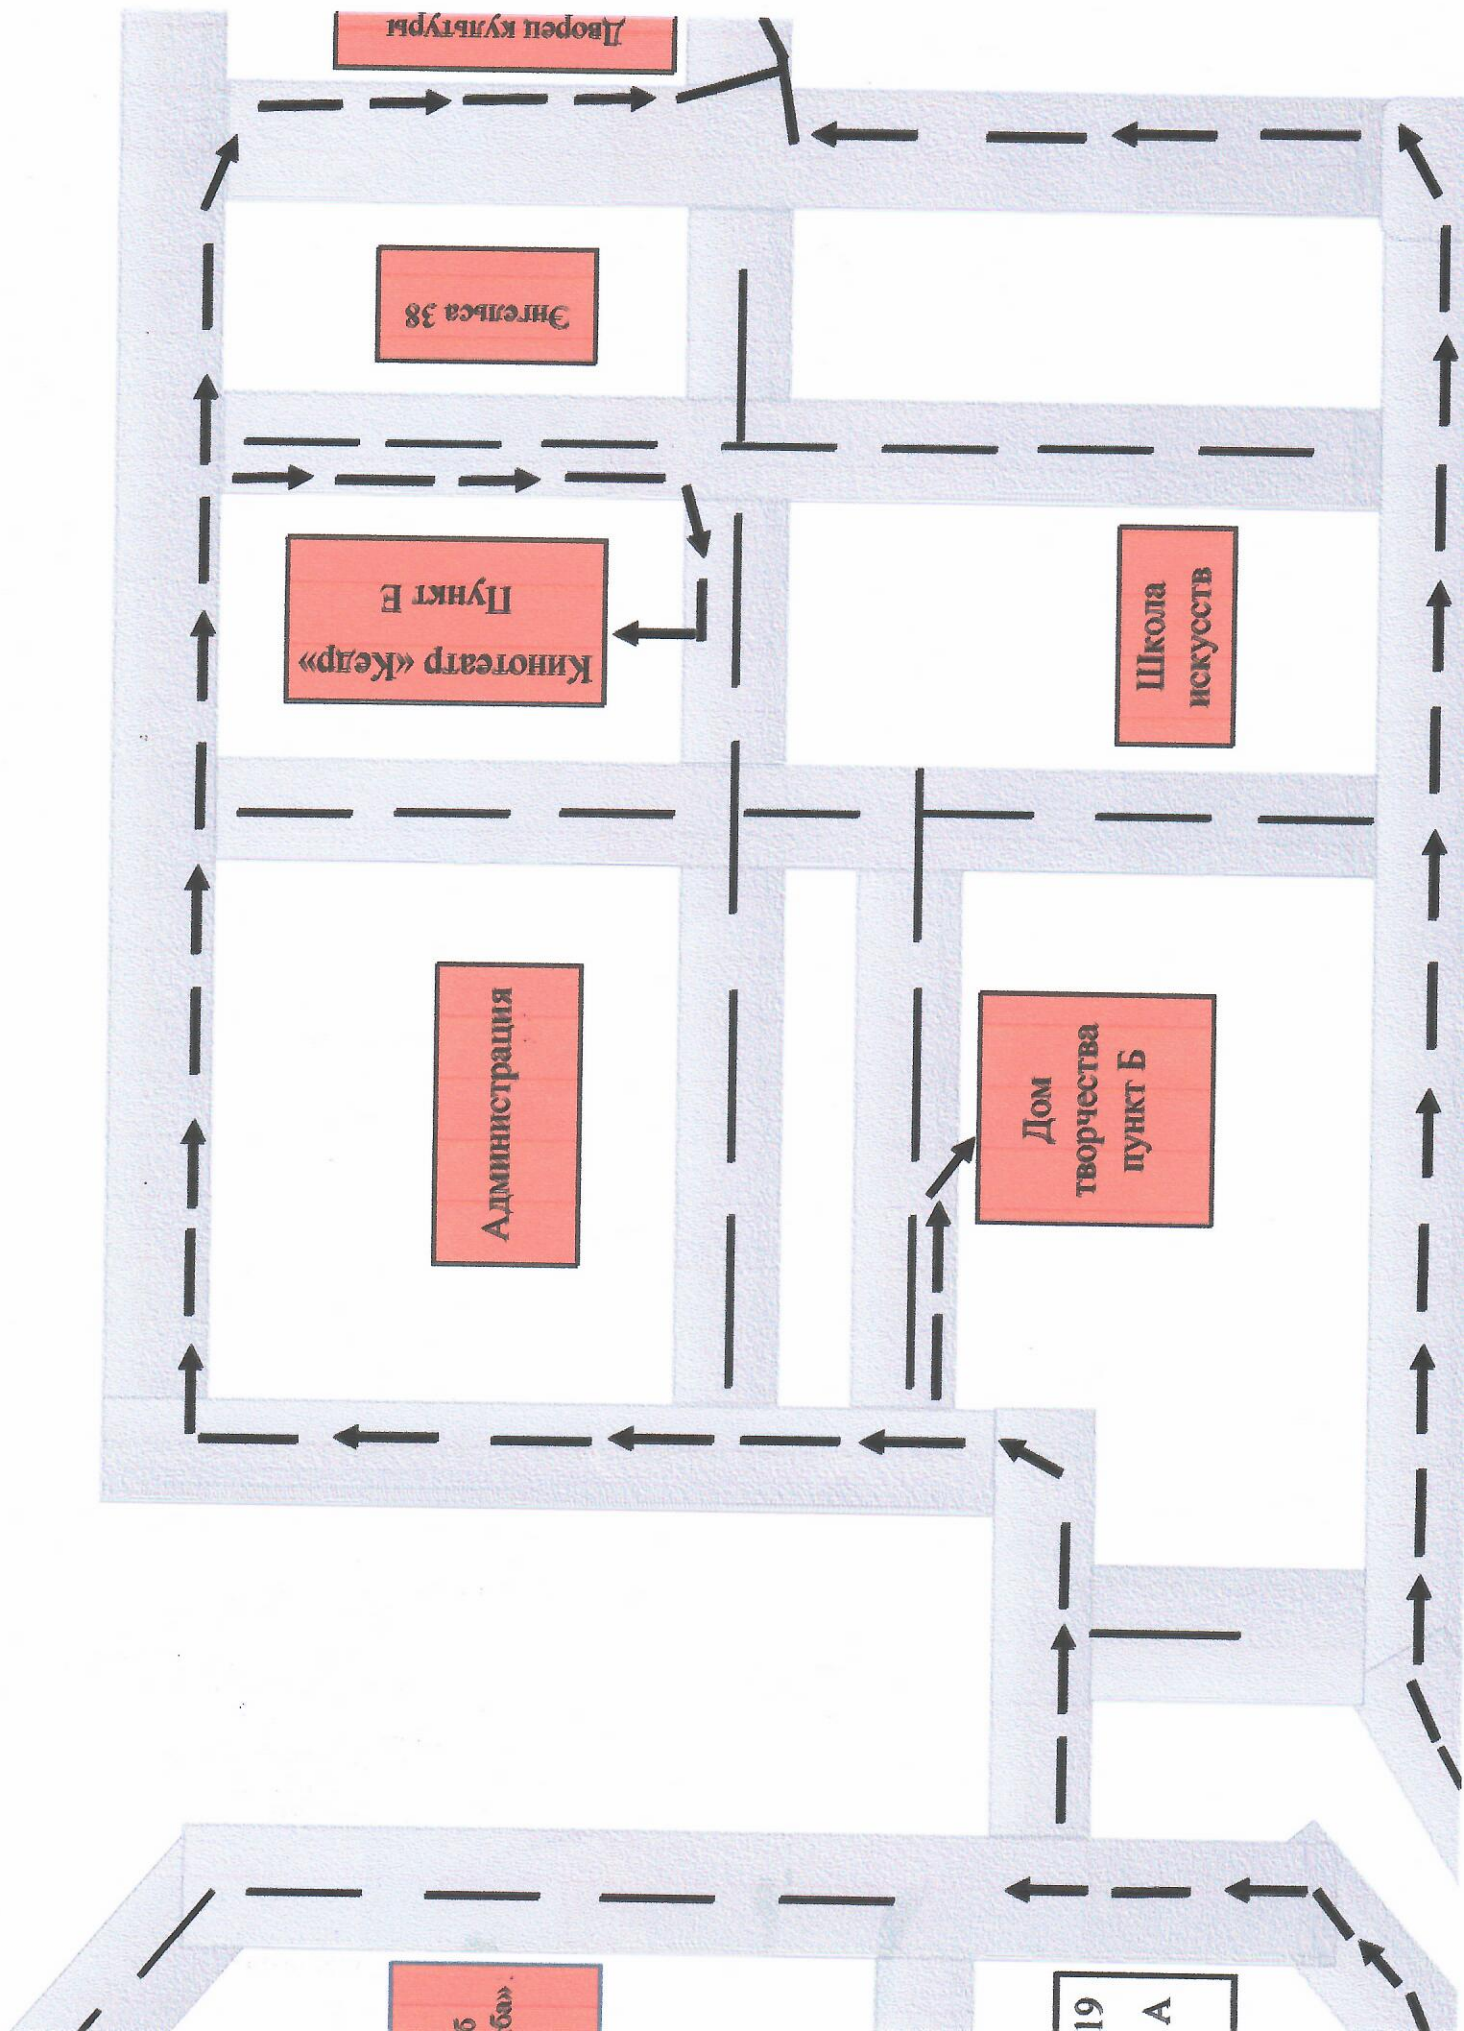 Дворец культуры
Энгельса 38
Кинотеатр «Кедр»
Пункт Е
Школа
искусств
Администрация
Дом
творчества
пункт Б
19
А